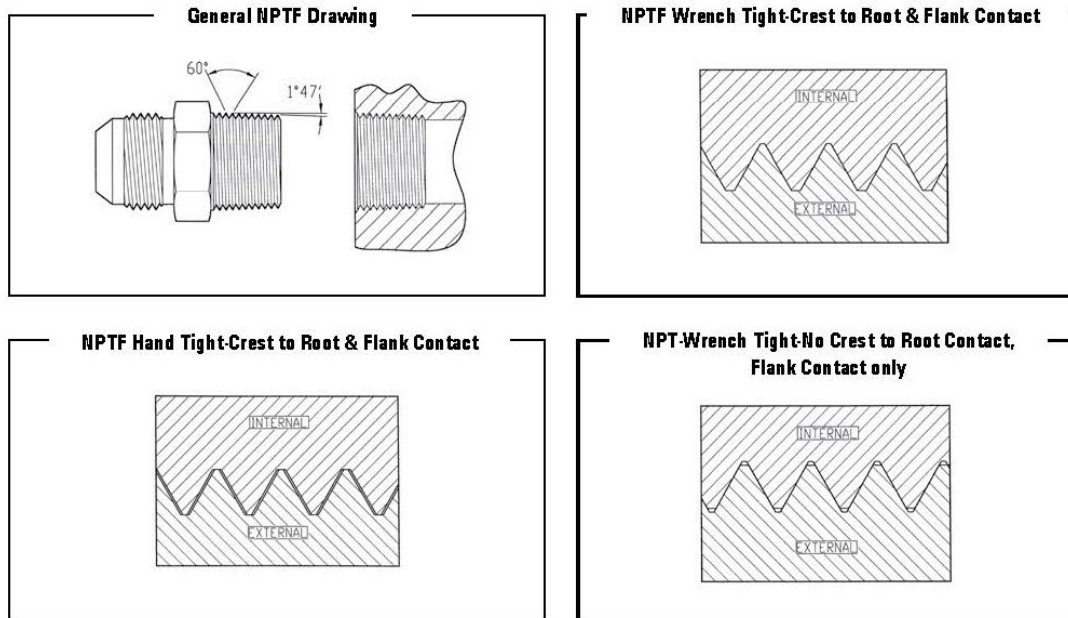 General NPTF Drawing
60°
1°47'
NPTF Wrench Tight-Crest to Root & Flank Contact
INTERNAL
EXTERNAL
NPTF Hand Tight-Crest to Root & Flank Contact
INTERNAL
EXTERNAL
NPT-Wrench Tight-No Crest to Root Contact,
Flank Contact only
INTERNAL
EXTERNAL